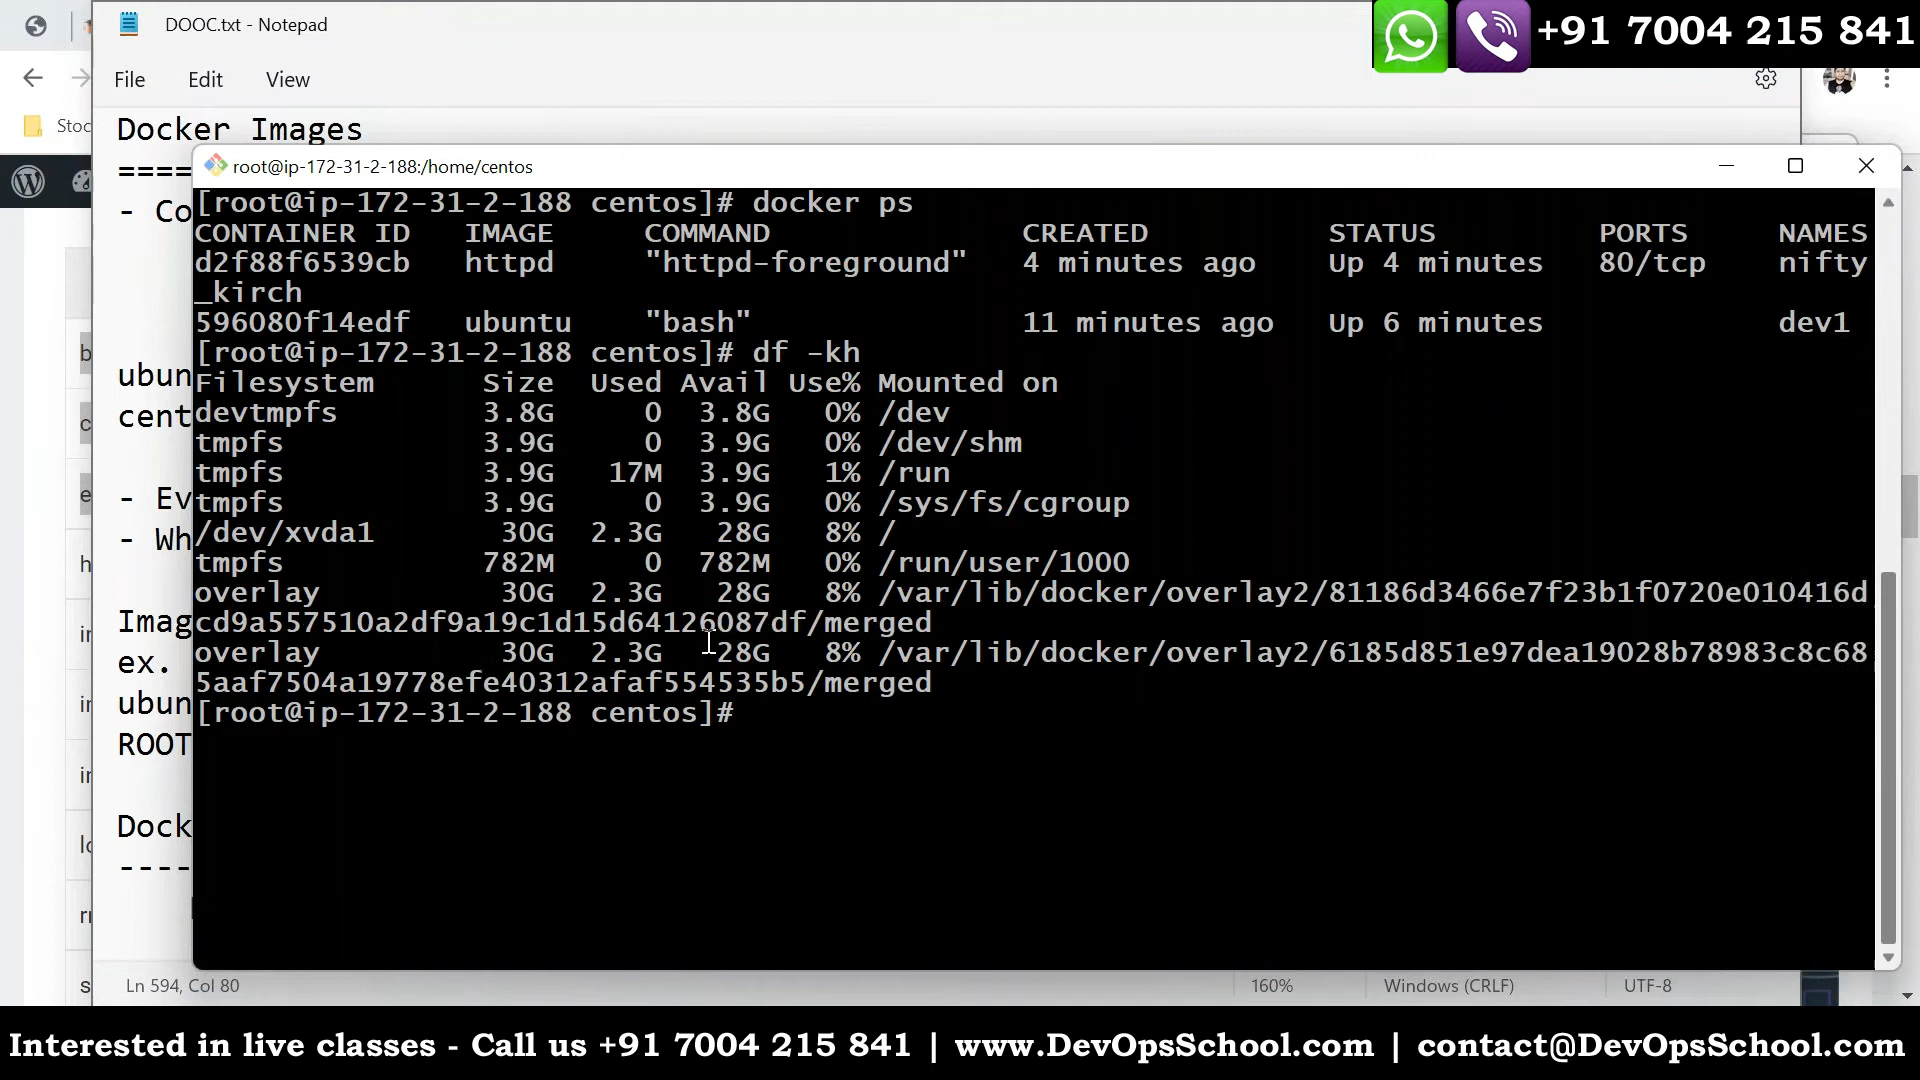 DOOC.txt - Notepad
+91 7004 215 841
File Edit View
Stoc
Docker Images
=====
- Co
ubun
cent
- Ev
- Wh
Imag
ex.
ubun
ROOT
Dock
----
root@ip-172-31-2-188:/home/centos
[root@ip-172-31-2-188 centos]# docker ps
CONTAINER ID IMAGE COMMAND CREATED STATUS PORTS NAMES
d2f88f6539cb httpd "httpd-foreground" 4 minutes ago Up 4 minutes 80/tcp nifty
_kirch
596080f14edf ubuntu "bash" 11 minutes ago Up 6 minutes dev1
[root@ip-172-31-2-188 centos]# df -kh
Filesystem Size Used Avail Use% Mounted on
devtmpfs 3.8G 0 3.8G 0% /dev
tmpfs 3.9G 0 3.9G 0% /dev/shm
tmpfs 3.9G 17M 3.9G 1% /run
tmpfs 3.9G 0 3.9G 0% /sys/fs/cgroup
/dev/xvda1 30G 2.3G 28G 8% /
tmpfs 782M 0 782M 0% /run/user/1000
overlay 30G 2.3G 28G 8% /var/lib/docker/overlay2/81186d3466e7f23b1f0720e010416d
cd9a557510a2df9a19c1d15d64126087df/merged
overlay 30G 2.3G 28G 8% /var/lib/docker/overlay2/6185d851e97dea19028b78983c8c68
5aaf7504a19778efe40312afaf554535b5/merged
[root@ip-172-31-2-188 centos]#
Ln 594, Col 80 160% Windows (CRLF) UTF-8
Interested in live classes - Call us +91 7004 215 841 | www.DevOpsSchool.com | contact@DevOpsSchool.com